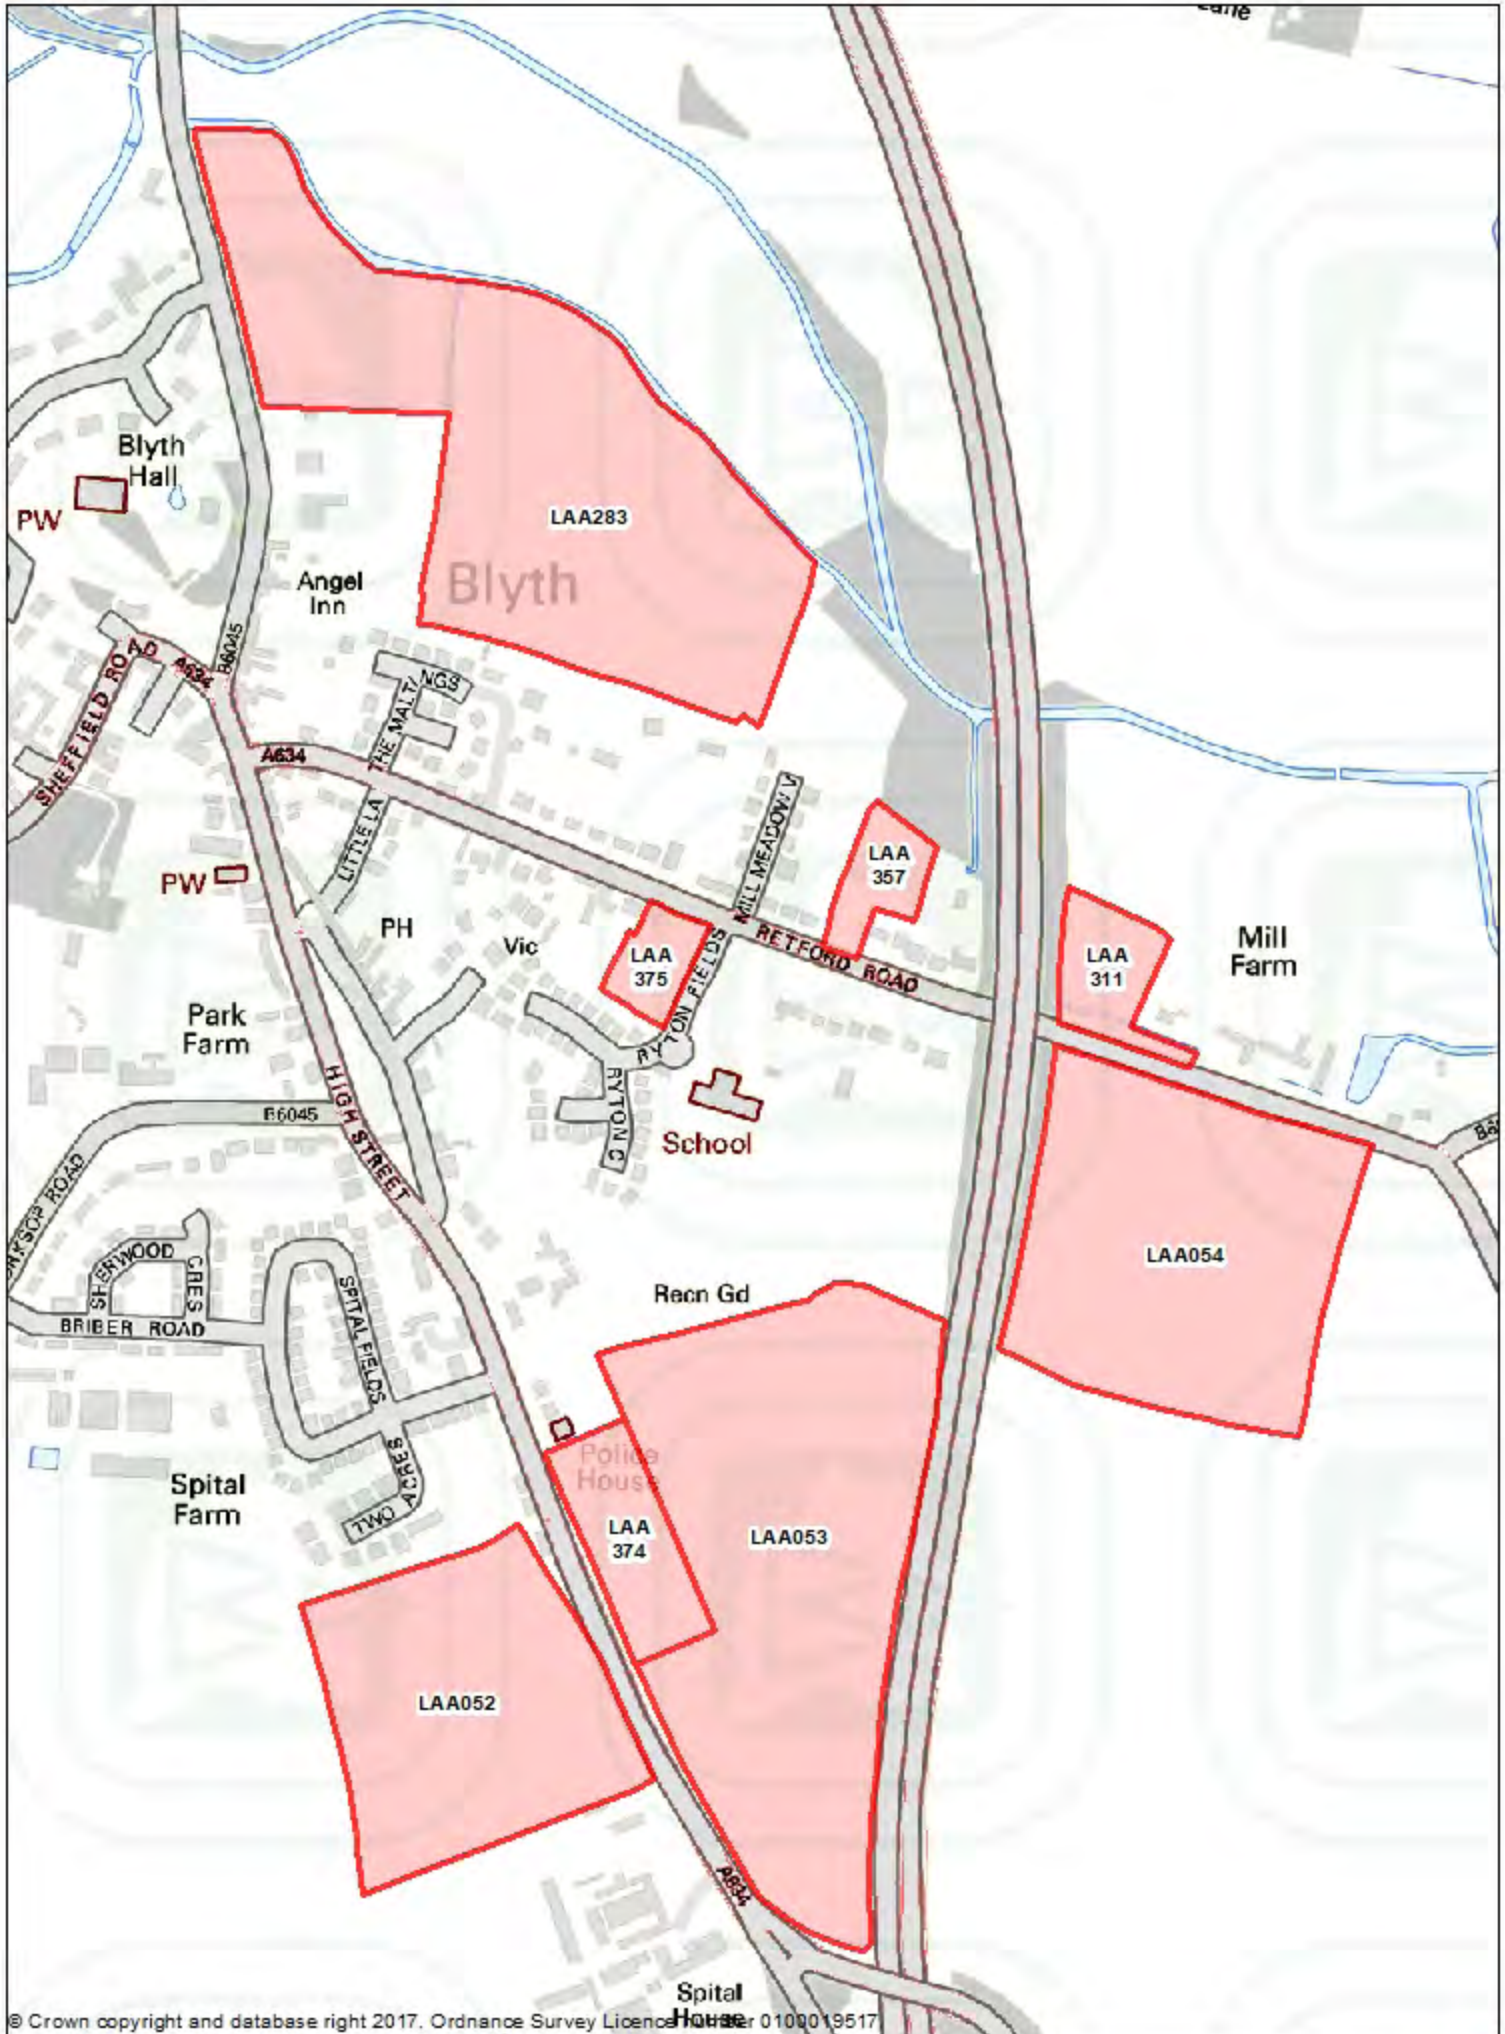 Lane
Blyth
Hall
PW
LAA283
Blyth
Angel
Inn
B6045
SHEFFIELD ROAD
A634
THE MALTINGS
A634
LITTLE LA
MILL MEADOW V
LAA
357
PW
PH
Vic
LAA
375
RETFORD ROAD
LAA
311
Mill
Farm
RYTON FIELDS
Park
Farm
RYTON C
School
HIGH STREET
B6045
LAA054
SHERWOOD
CRES
BRIBER ROAD
SPITAL FIELDS
Recn Gd
Police
House
OWL
ACRES
Spital
Farm
LAA
374
LAA053
LAA052
A634
Spital
House
© Crown copyright and database right 2017. Ordnance Survey Licence number 0100019517